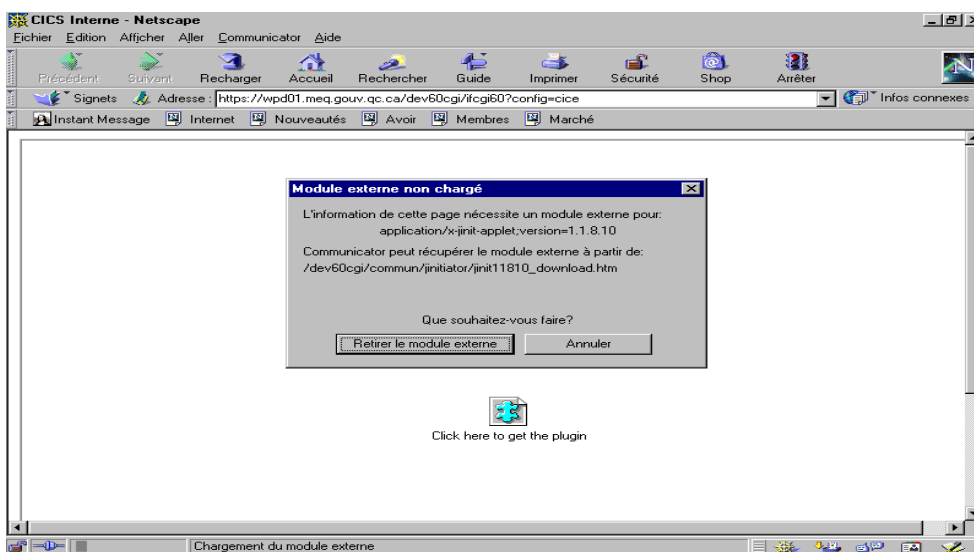 CICS Interne - Netscape
Fichier Edition Afficher Aller Communicator Aide
Précédent Suivant Recharger Accueil Rechercher Guide Imprimer Sécurité Shop Arrêter
Signets Adresse : https://wpd01.meq.gouv.qc.ca/dev60cgi/ifcgi60?config=cice Infos connexes
Instant Message Internet Nouveautés Avoir Membres Marché
Module externe non chargé
L'information de cette page nécessite un module externe pour:
application/x-jinit-applet;version=1.1.8.10
Communicator peut récupérer le module externe à partir de:
/dev60cgi/commun/jinitiator/jinit11810_download.htm
Que souhaitez-vous faire?
Retirer le module externe Annuler
Click here to get the plugin
Chargement du module externe